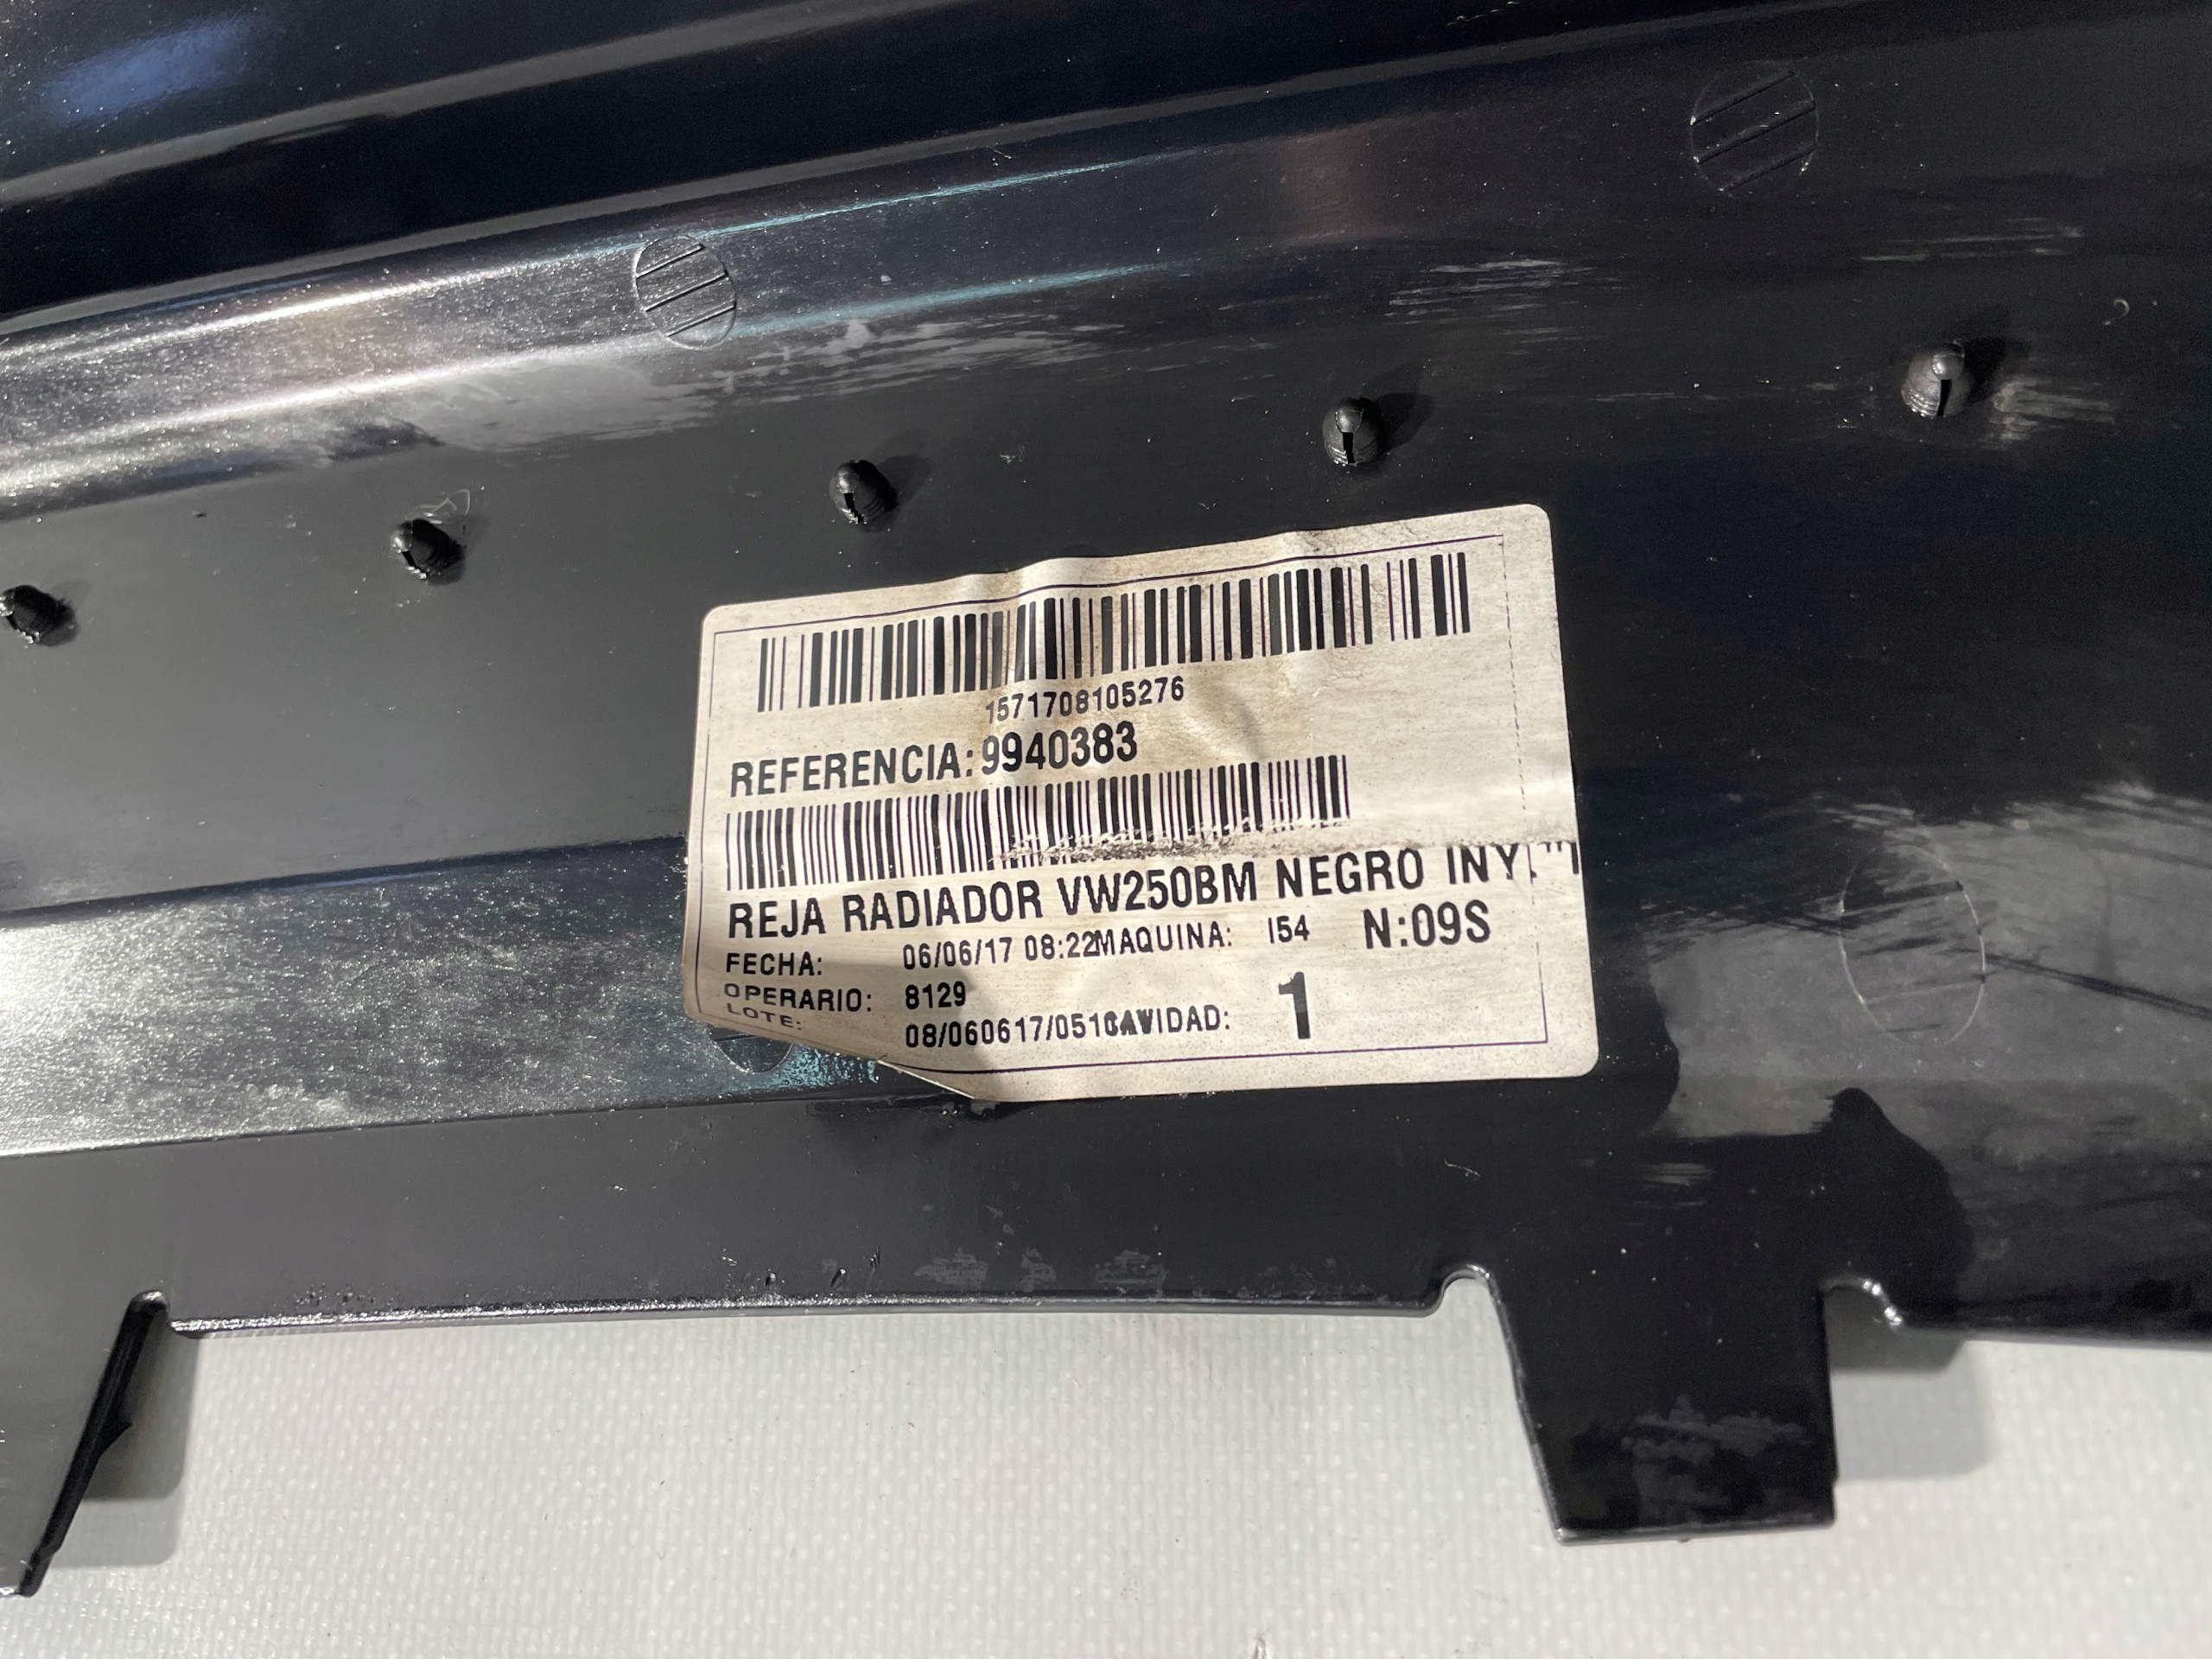 1571708105276
REFERENCIA: 9940383
REJA RADIADOR VW250BM NEGRO INY.
FECHA: 06/06/17 08:22 MAQUINA: I54 N:09S
OPERARIO: 8129
LOTE: 08/060617/051 CAVIDAD: 1